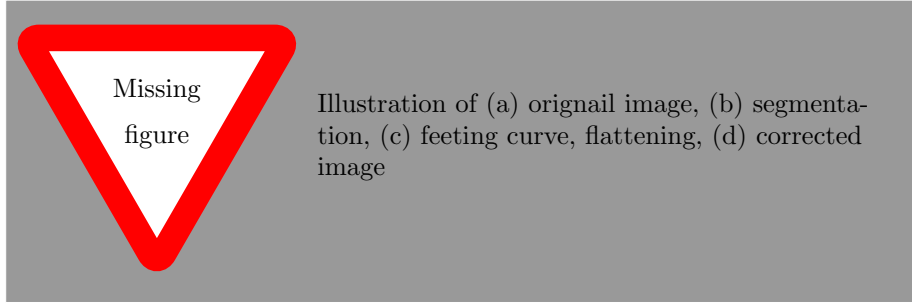 Missing
figure
Illustration of (a) orignail image, (b) segmenta-
tion, (c) feeting curve, flattening, (d) corrected
image